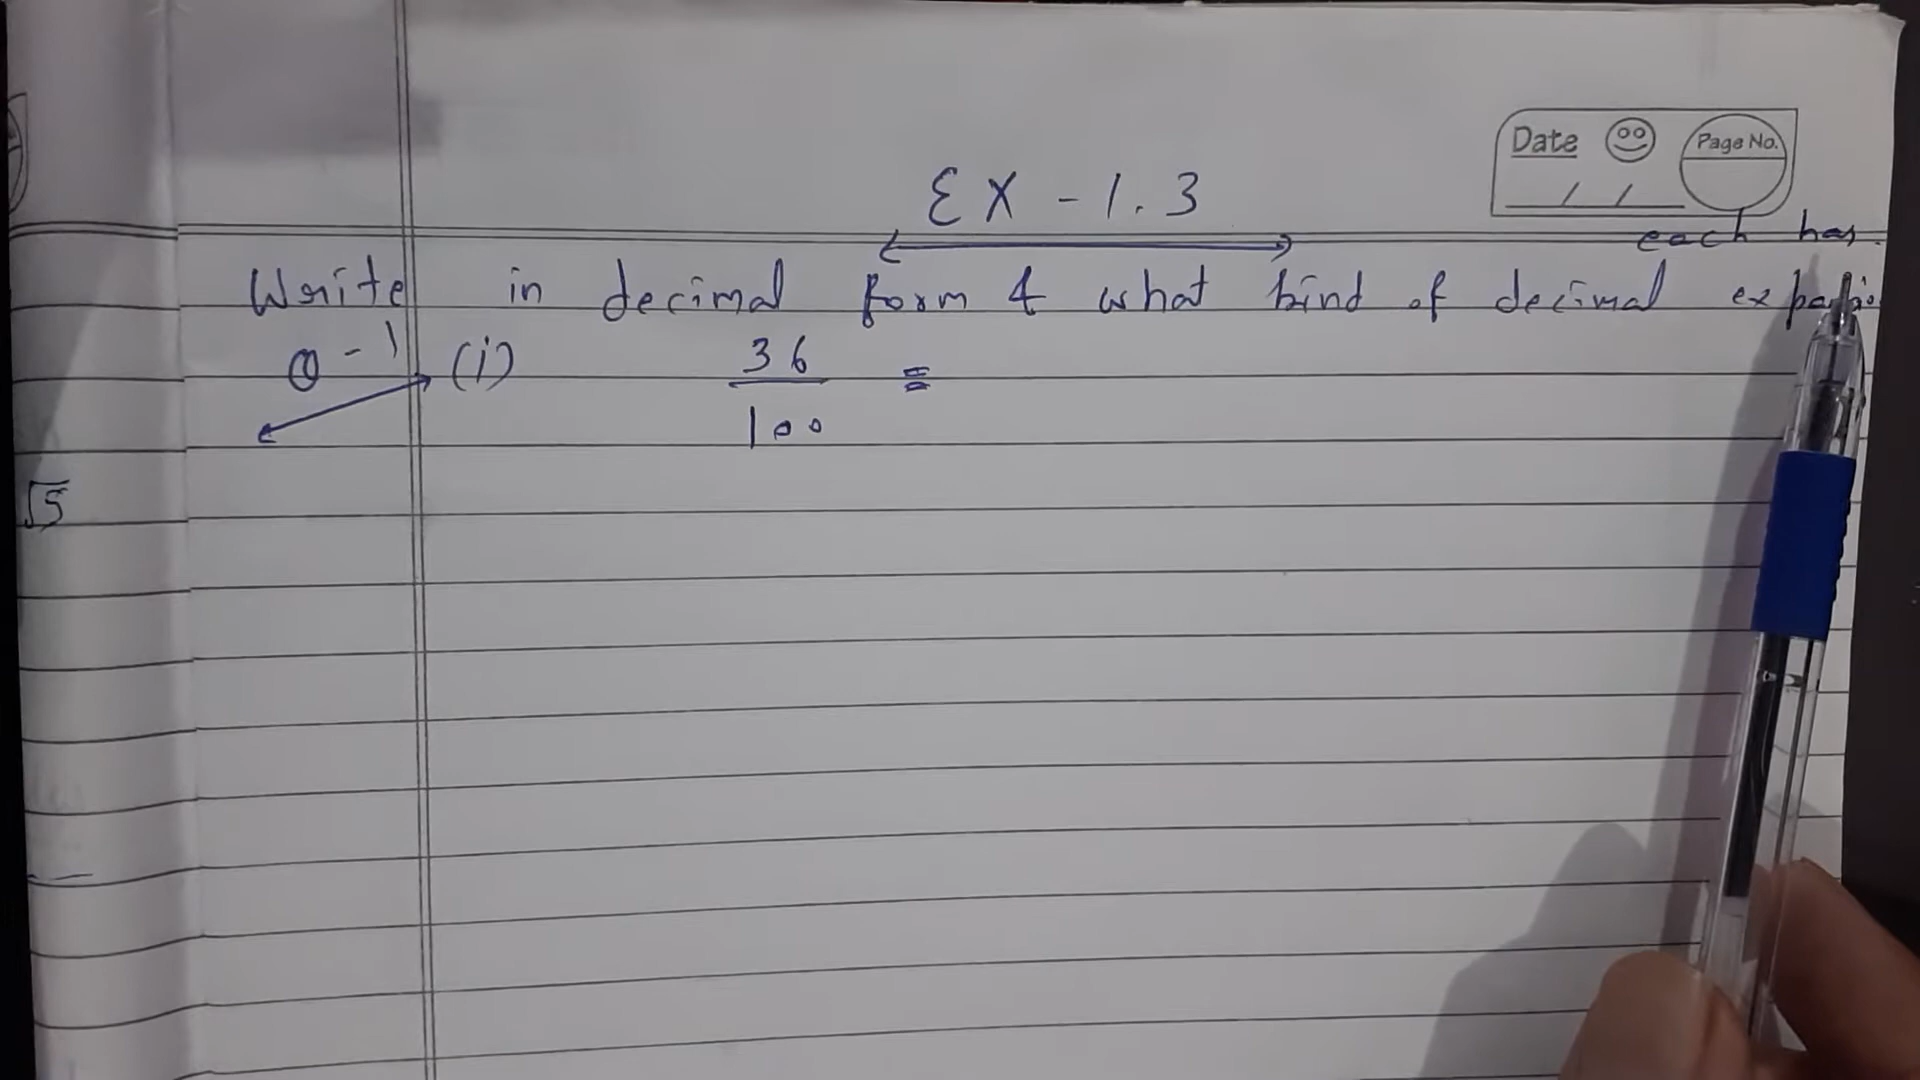 Date
Page No.
Ex - 1.3
each has
Write in decimal form & what kind of decimal
Q - 1 (i) 36
100 =
√5